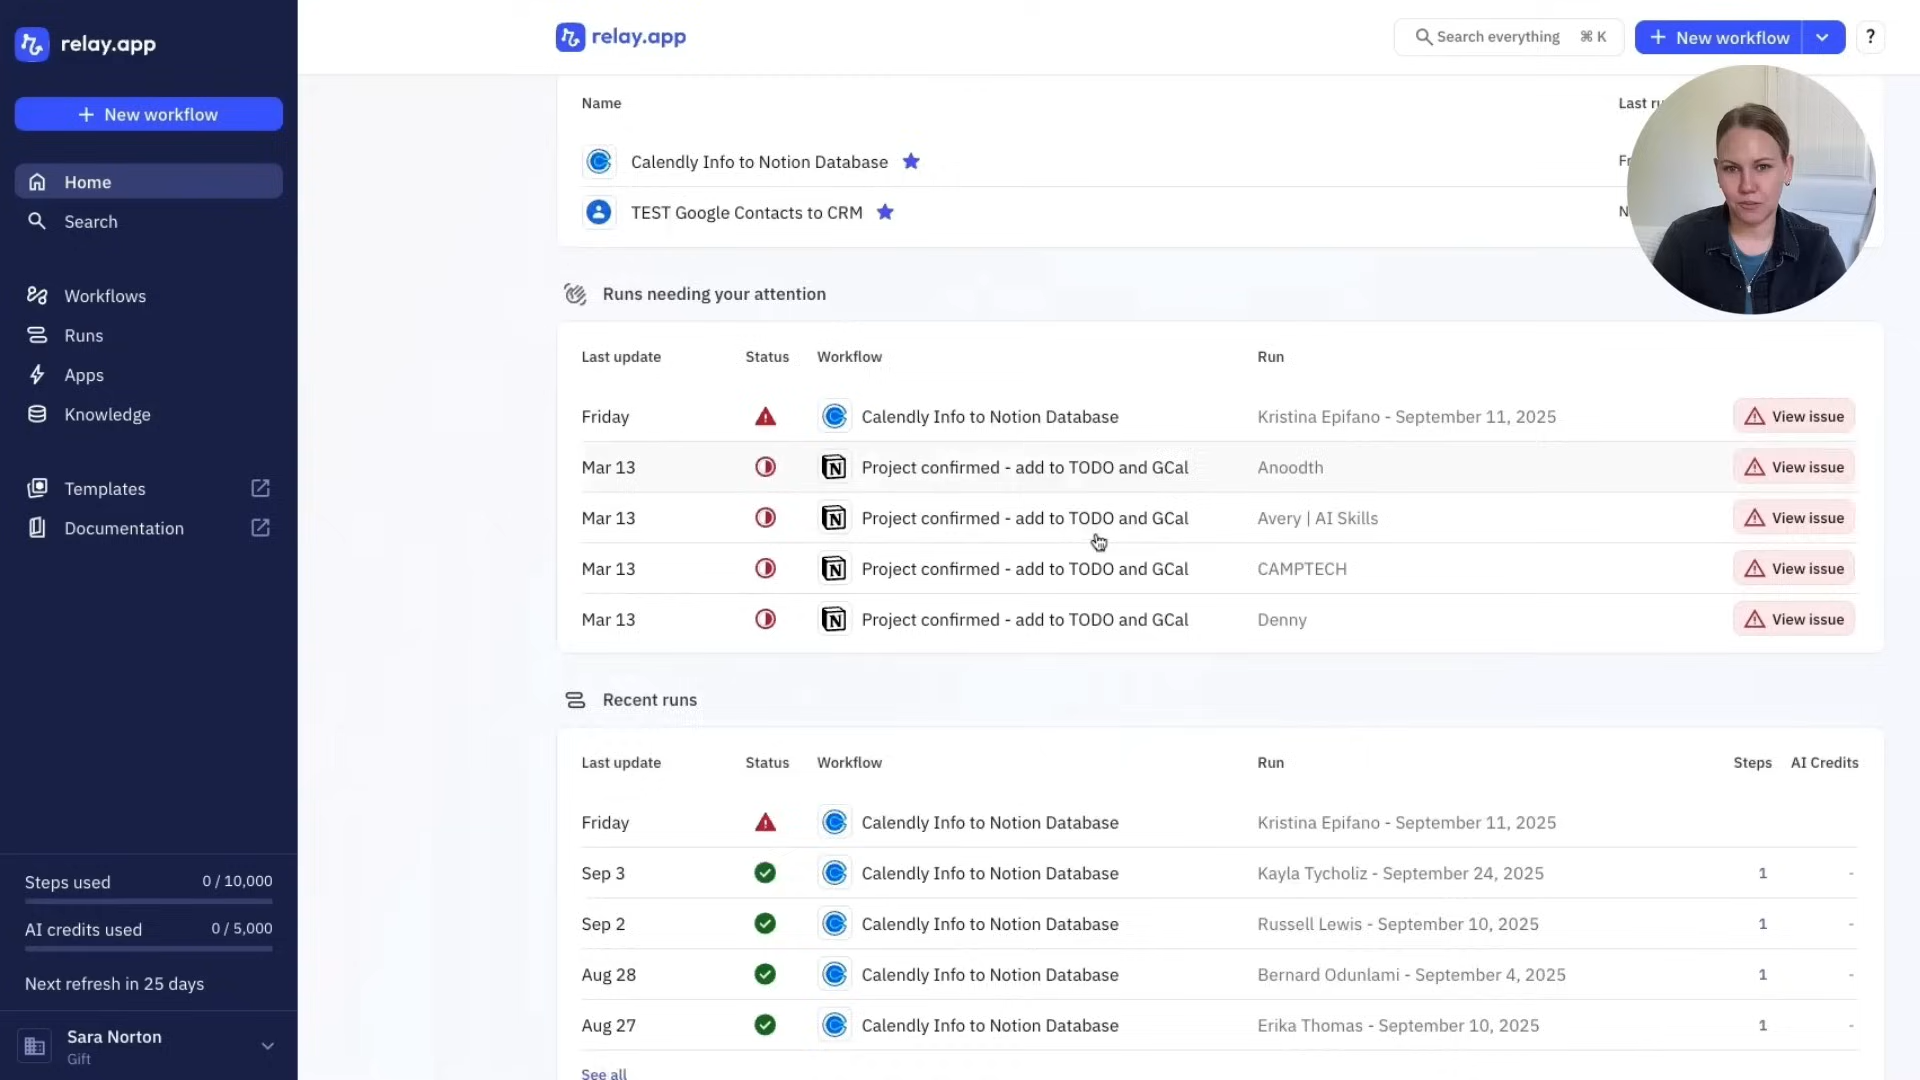 relay.app
New workflow
Home
Search
Workflows
Runs
Apps
Knowledge
Templates
Documentation
Steps used 0 / 10,000
AI credits used 0 / 5,000
Next refresh in 25 days
Sara Norton
Gift
relay.app
Search everything ⌘ K
+ New workflow
?
Name Last
Calendly Info to Notion Database
TEST Google Contacts to CRM
Runs needing your attention
Last update Status Workflow Run
Friday Calendly Info to Notion Database Kristina Epifano - September 11, 2025 View issue
Mar 13 Project confirmed - add to TODO and GCal Anoodth View issue
Mar 13 Project confirmed - add to TODO and GCal Avery | AI Skills View issue
Mar 13 Project confirmed - add to TODO and GCal CAMPTECH View issue
Mar 13 Project confirmed - add to TODO and GCal Denny View issue
Recent runs
Last update Status Workflow Run Steps AI Credits
Friday Calendly Info to Notion Database Kristina Epifano - September 11, 2025
Sep 3 Calendly Info to Notion Database Kayla Tycholiz - September 24, 2025 1 -
Sep 2 Calendly Info to Notion Database Russell Lewis - September 10, 2025 1 -
Aug 28 Calendly Info to Notion Database Bernard Odunlami - September 4, 2025 1 -
Aug 27 Calendly Info to Notion Database Erika Thomas - September 10, 2025 1 -
See all